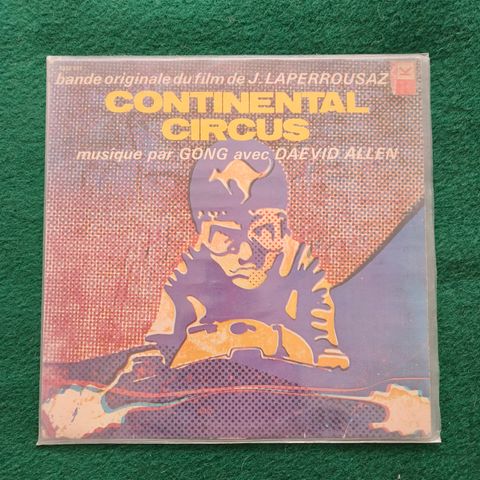 bande originale du film de J. LAPERROUSAZ
CONTINENTAL
CIRCUS
musique par GONG avec DAEVID ALLEN